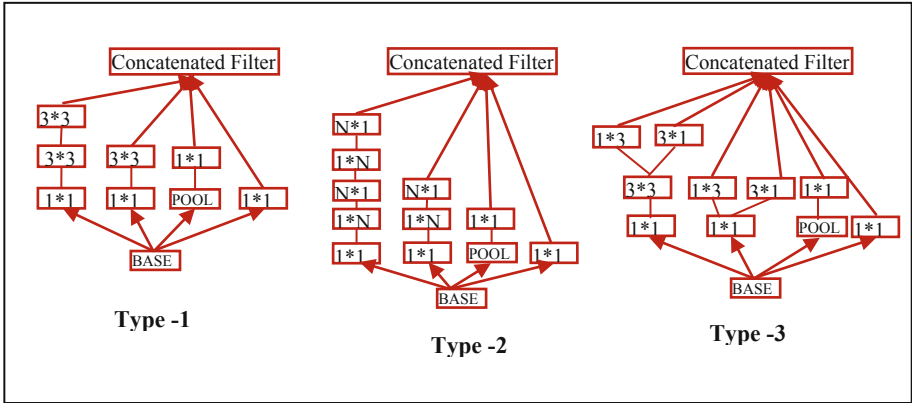 Concatenated Filter
3*3
3*3 3*3 1*1
1*1 1*1 POOL 1*1
BASE
Type -1
Concatenated Filter
N*1
1*N
N*1 N*1
1*N 1*N 1*1
1*1 1*1 POOL 1*1
BASE
Type -2
Concatenated Filter
1*3 3*1
3*3 1*3 3*1 1*1
1*1 1*1 POOL 1*1
BASE
Type -3